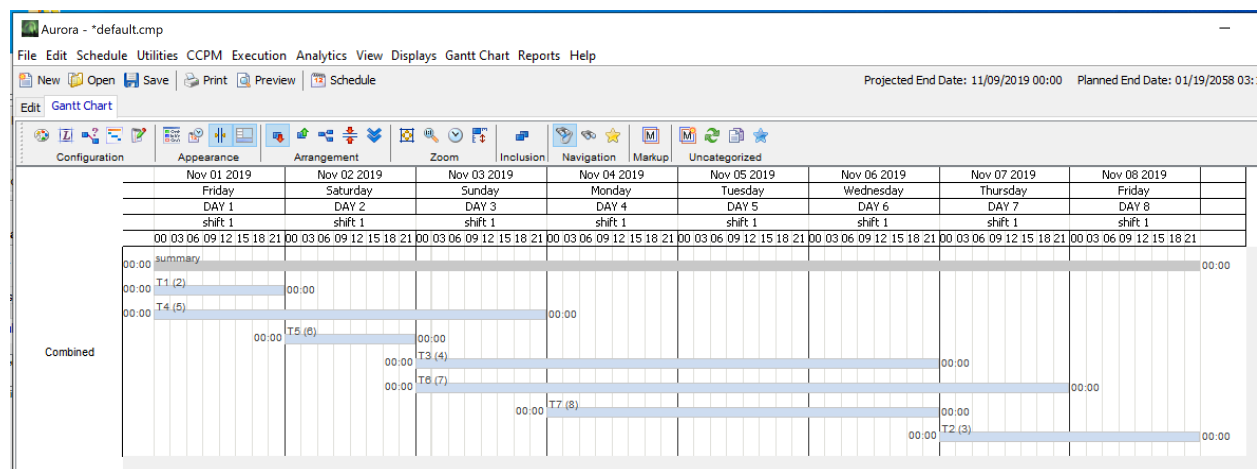 Aurora - *default.cmp
File Edit Schedule Utilities CCPM Execution Analytics View Displays Gantt Chart Reports Help
New Open Save Print Preview 12 Schedule Projected End Date: 11/09/2019 00:00 Planned End Date: 01/19/2058 03:
Edit Gantt Chart
Configuration Appearance Arrangement Zoom Inclusion Navigation Markup Uncategorized
Nov 01 2019 Nov 02 2019 Nov 03 2019 Nov 04 2019 Nov 05 2019 Nov 06 2019 Nov 07 2019 Nov 08 2019
Friday Saturday Sunday Monday Tuesday Wednesday Thursday Friday
DAY 1 DAY 2 DAY 3 DAY 4 DAY 5 DAY 6 DAY 7 DAY 8
shift 1 shift 1 shift 1 shift 1 shift 1 shift 1 shift 1 shift 1
00 03 06 09 12 15 18 21 00 03 06 09 12 15 18 21 00 03 06 09 12 15 18 21 00 03 06 09 12 15 18 21 00 03 06 09 12 15 18 21 00 03 06 09 12 15 18 21 00 03 06 09 12 15 18 21 00 03 06 09 12 15 18 21
00:00 summary 00:00
00:00 T1 (2) 00:00
00:00 T4 (5) 00:00
00:00 T5 (6) 00:00
Combined
00:00 T3 (4) 00:00
00:00 T6 (7) 00:00
00:00 T7 (8) 00:00
00:00 T2 (3) 00:00